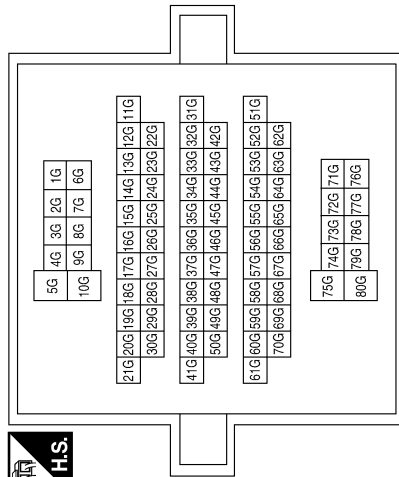 H.S.
5G 4G 3G 2G 1G
10G 9G 8G 7G 6G
21G 20G 19G 18G 17G 16G 15G 14G 13G 12G 11G
30G 29G 28G 27G 26G 25G 24G 23G 22G
41G 40G 39G 38G 37G 36G 35G 34G 33G 32G 31G
50G 49G 48G 47G 46G 45G 44G 43G 42G
61G 60G 59G 58G 57G 56G 55G 54G 53G 52G 51G
70G 69G 68G 67G 66G 65G 64G 63G 62G
75G 74G 73G 72G 71G
80G 79G 78G 77G 76G